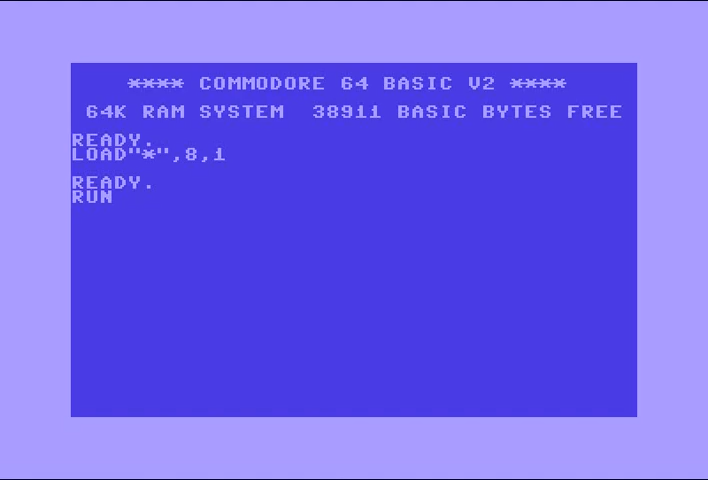 **** COMMODORE 64 BASIC V2 ****
64K RAM SYSTEM  38911 BASIC BYTES FREE
READY.
LOAD"*",8,1
READY.
RUN